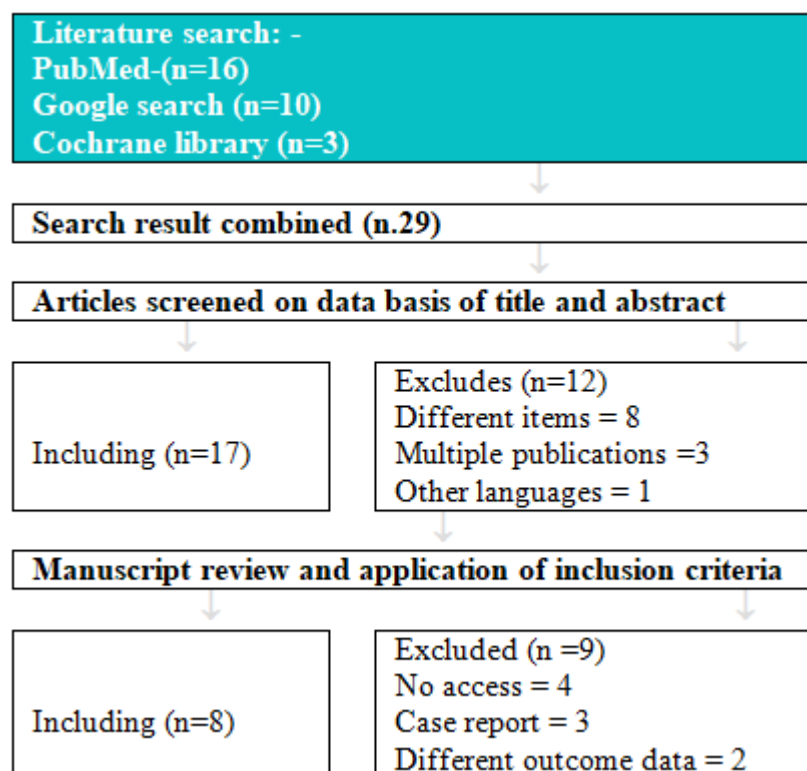 Literature search: -
PubMed-(n=16)
Google search (n=10)
Cochrane library (n=3)
Search result combined (n.29)
Articles screened on data basis of title and abstract
Including (n=17)
Excludes (n=12)
Different items = 8
Multiple publications =3
Other languages = 1
Manuscript review and application of inclusion criteria
Including (n=8)
Excluded (n =9)
No access = 4
Case report = 3
Different outcome data = 2